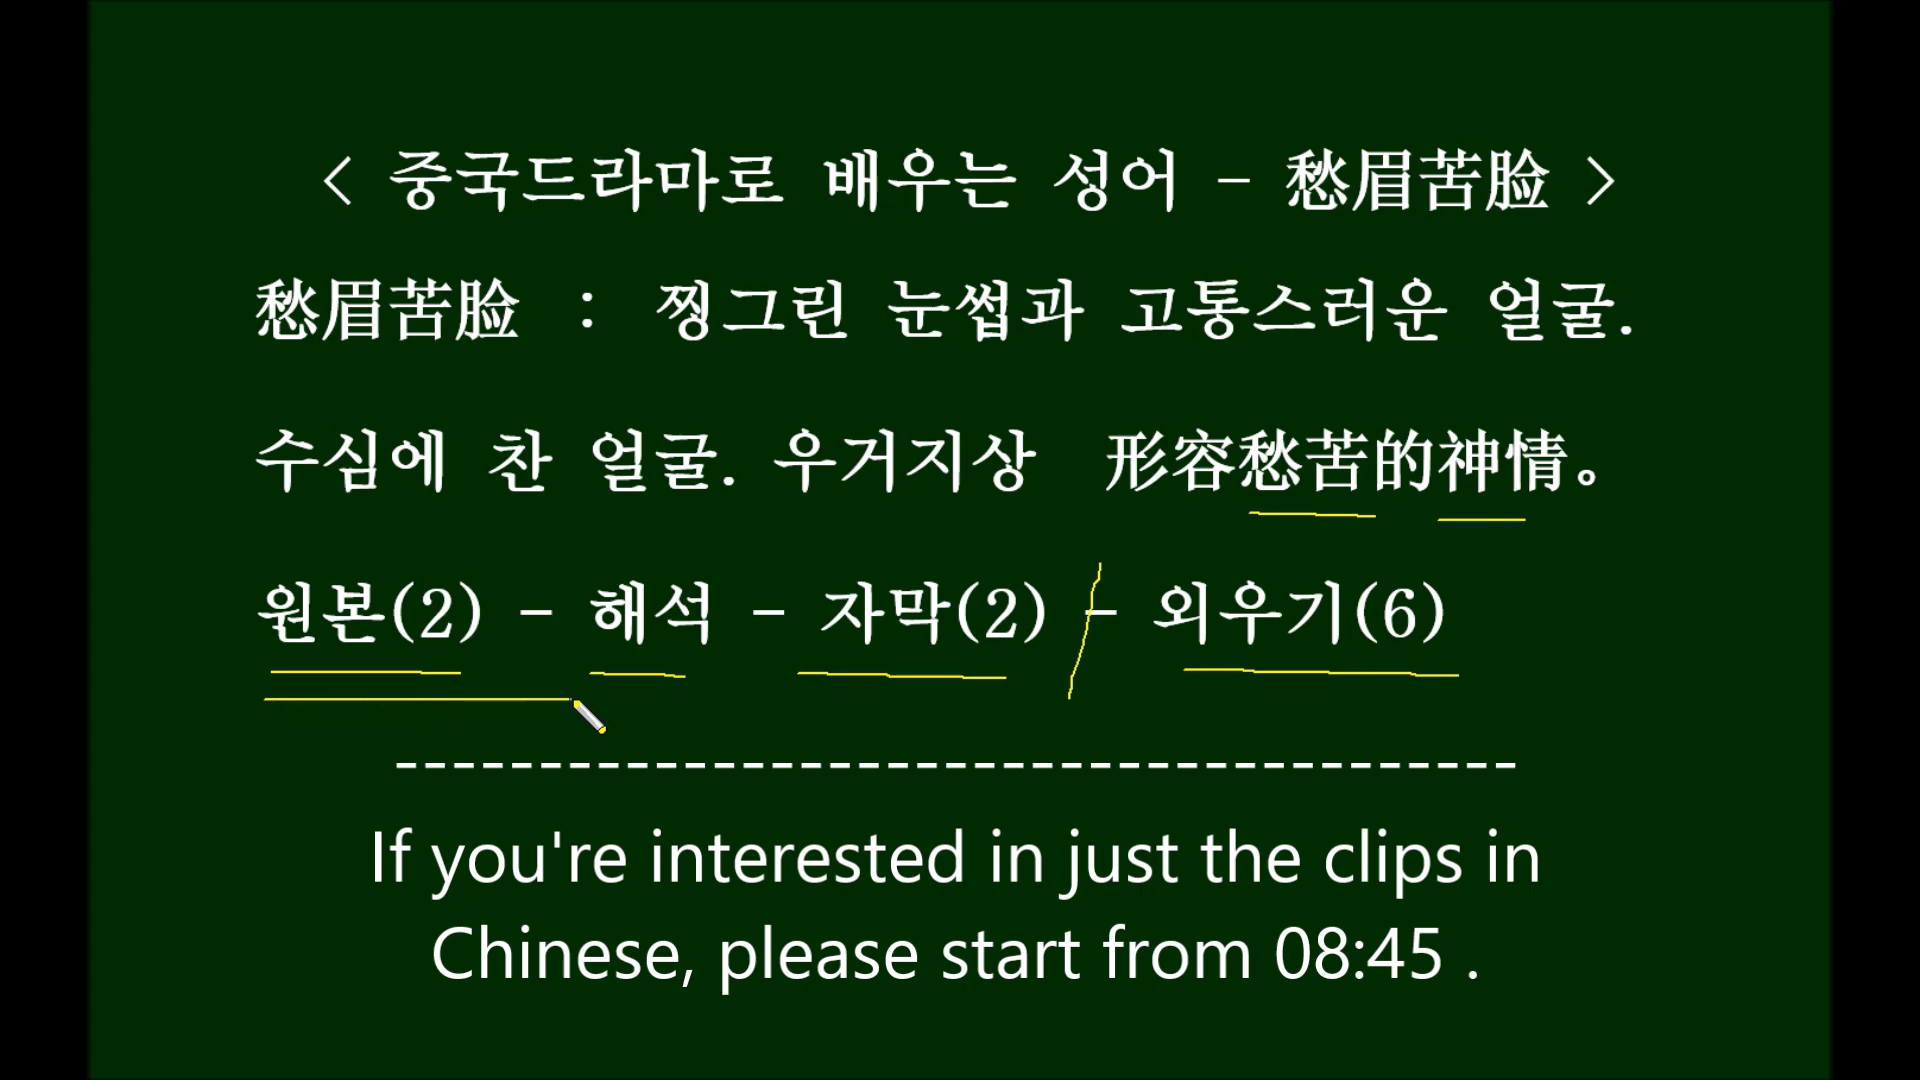 < 중국드라마로 배우는 성어 - 愁眉苦脸 >
愁眉苦脸 : 찡그린 눈썹과 고통스러운 얼굴.
수심에 찬 얼굴. 우거지상 形容愁苦的神情。
원본(2) - 해석 - 자막(2) - 외우기(6)
---------------------------------------
If you're interested in just the clips in
Chinese, please start from 08:45 .